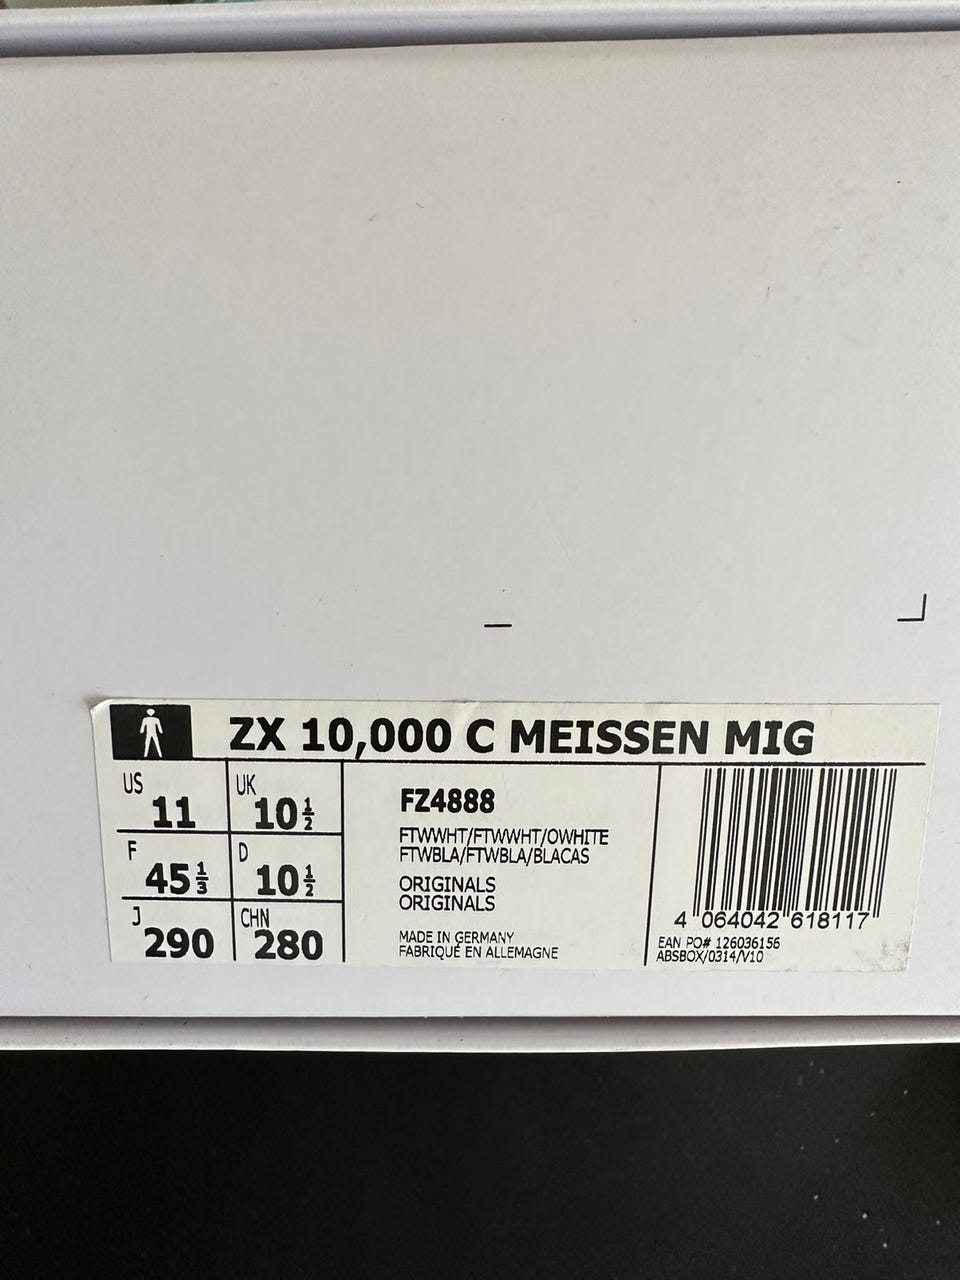 ZX 10,000 C MEISSEN MIG
US 11
UK 10½
F 45⅓
D 10½
J 290
CHN 280
FZ4888
FTWWHT/FTWWHT/OWHITE
FTWBLA/FTWBLA/BLACAS
ORIGINALS
ORIGINALS
MADE IN GERMANY
FABRIQUÉ EN ALLEMAGNE
4 064042 618117
EAN PO# 126036156
ABSBOX/0314/V10